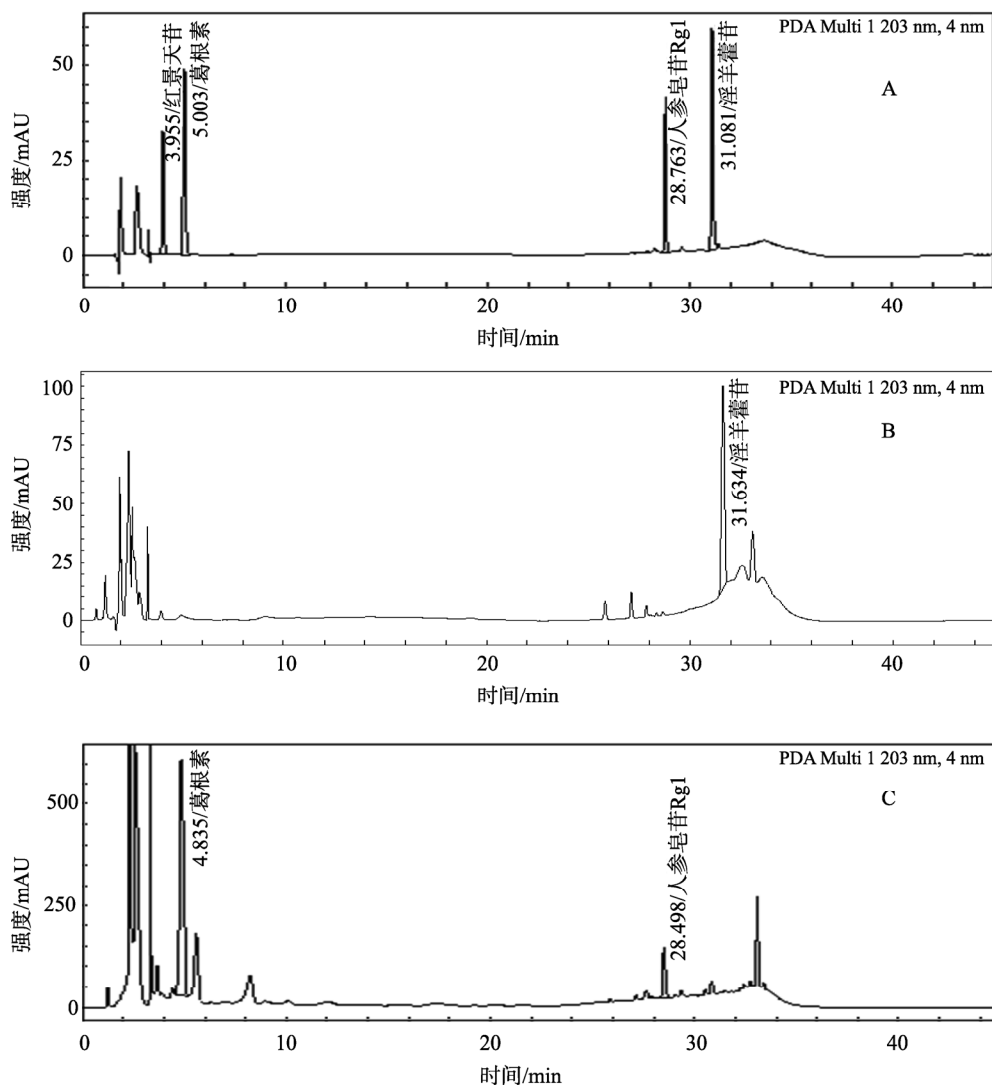 PDA Multi 1 203 nm, 4 nm
A
3.955/红景天苷
5.003/葛根素
28.763/人参皂苷Rg1
31.081/淫羊藿苷
强度/mAU
50
25
0
0 10 20 30 40
时间/min
PDA Multi 1 203 nm, 4 nm
B
31.634/淫羊藿苷
强度/mAU
100
75
50
25
0
0 10 20 30 40
时间/min
PDA Multi 1 203 nm, 4 nm
C
4.835/葛根素
28.498/人参皂苷Rg1
强度/mAU
500
250
0
0 10 20 30 40
时间/min